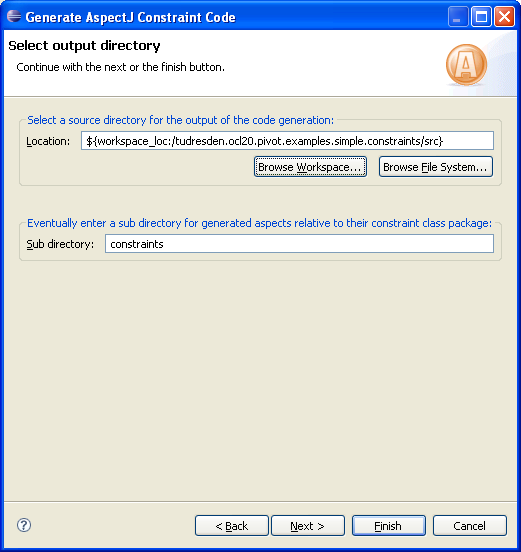 Generate AspectJ Constraint Code
Select output directory
Continue with the next or the finish button.
A
Select a source directory for the output of the code generation:
Location: ${workspace_loc:/tudresden.ocl20.pivot.examples.simple.constraints/src}
Browse Workspace... Browse File System...
Eventually enter a sub directory for generated aspects relative to their constraint class package:
Sub directory: constraints
? < Back Next > Finish Cancel